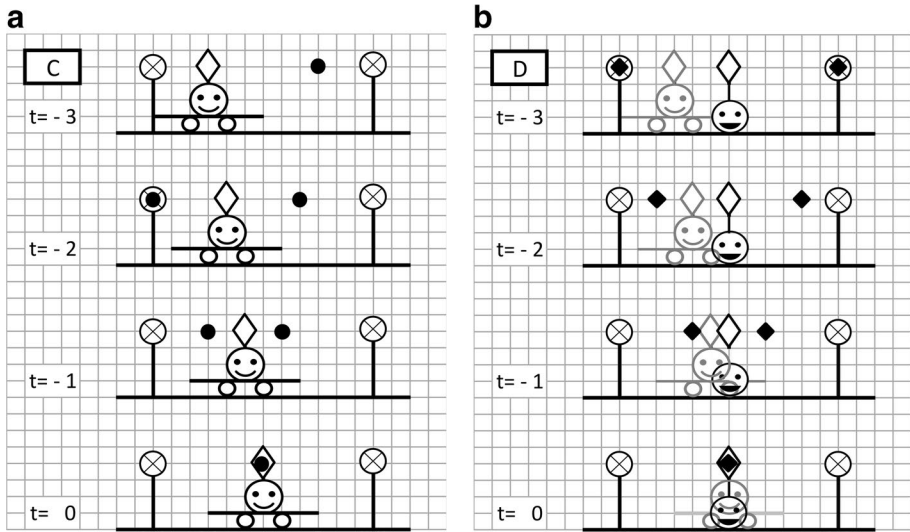 a
C
t= - 3
t= - 2
t= - 1
t= 0
b
D
t= - 3
t= - 2
t= - 1
t= 0